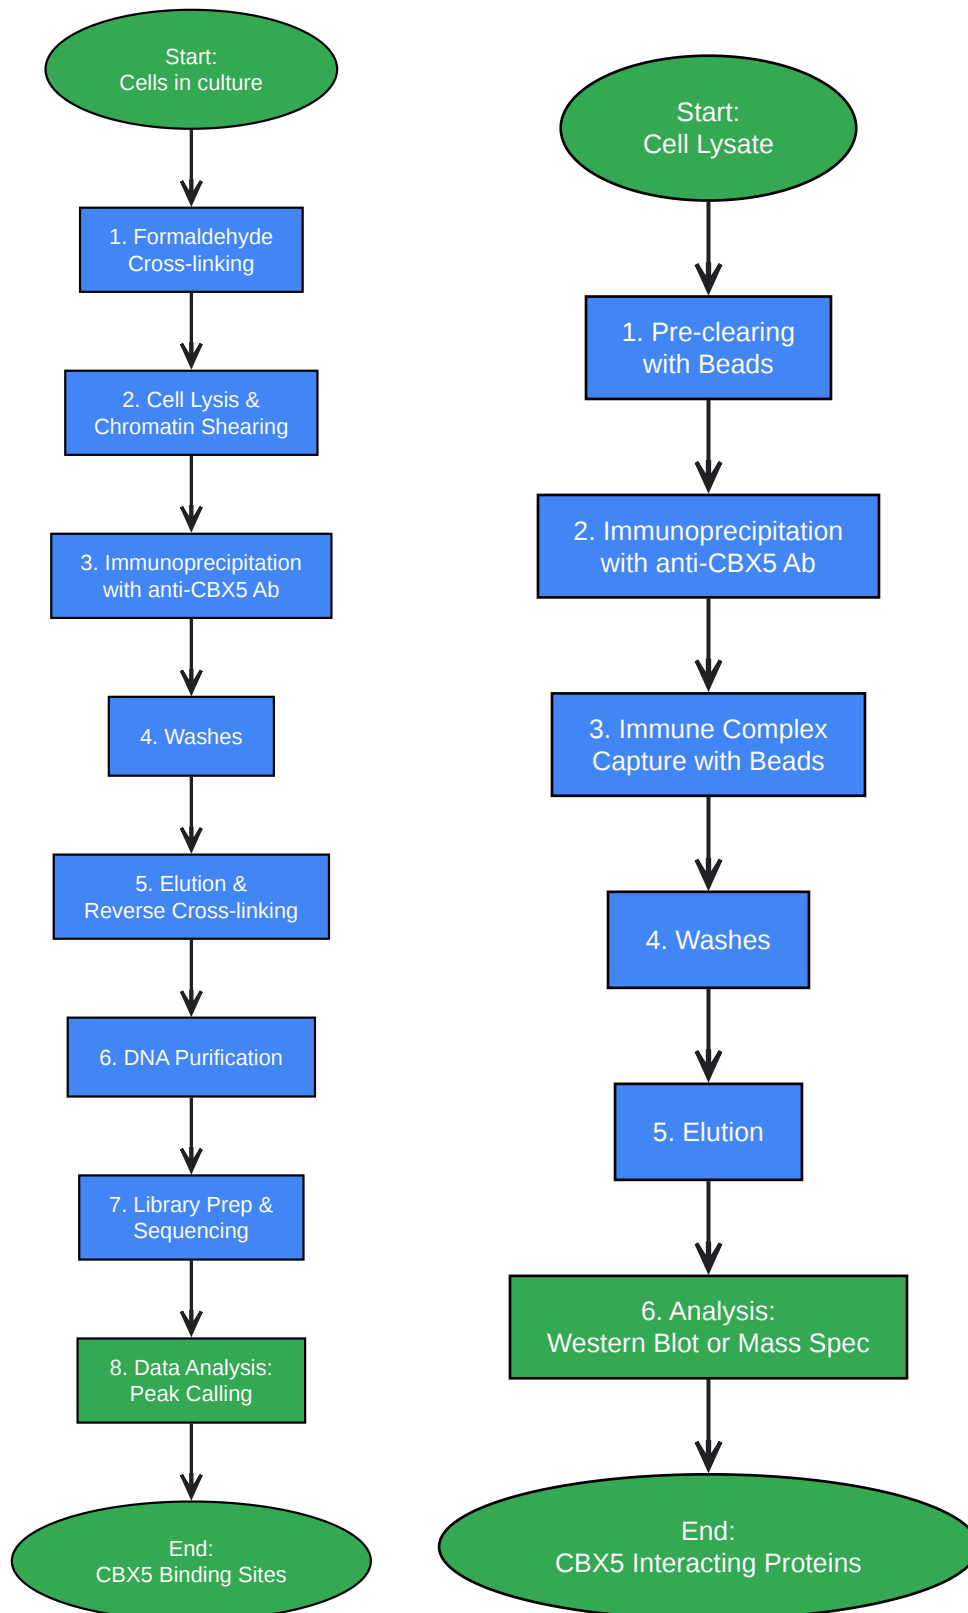 Start:
Cells in culture
1. Formaldehyde
Cross-linking
2. Cell Lysis &
Chromatin Shearing
3. Immunoprecipitation
with anti-CBX5 Ab
4. Washes
5. Elution &
Reverse Cross-linking
6. DNA Purification
7. Library Prep &
Sequencing
8. Data Analysis:
Peak Calling
End:
CBX5 Binding Sites
Start:
Cell Lysate
1. Pre-clearing
with Beads
2. Immunoprecipitation
with anti-CBX5 Ab
3. Immune Complex
Capture with Beads
4. Washes
5. Elution
6. Analysis:
Western Blot or Mass Spec
End:
CBX5 Interacting Proteins